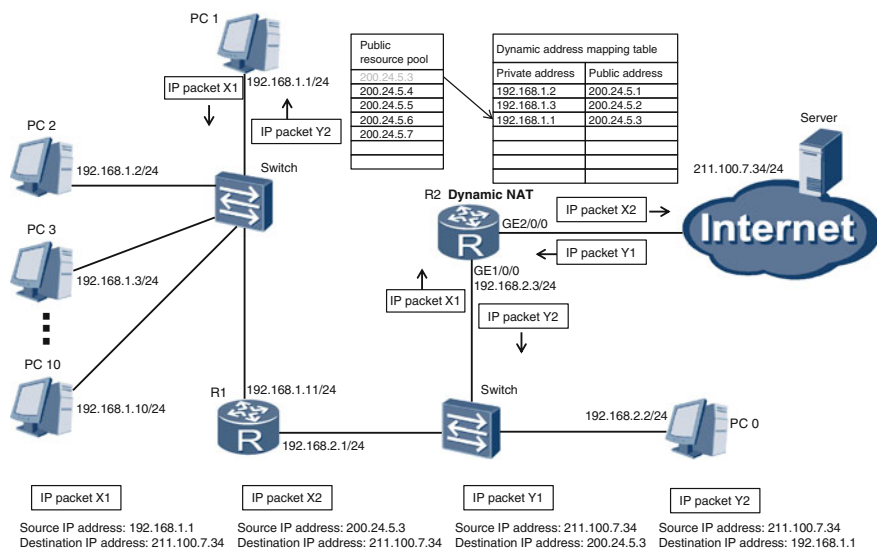 PC 1
Public resource pool
200.24.5.3
200.24.5.4
200.24.5.5
200.24.5.6
200.24.5.7
Dynamic address mapping table
Private address Public address
192.168.1.2 200.24.5.1
192.168.1.3 200.24.5.2
192.168.1.1 200.24.5.3
IP packet X1
192.168.1.1/24
IP packet Y2
PC 2
192.168.1.2/24
Switch
Server
211.100.7.34/24
R2 Dynamic NAT
IP packet X2
GE2/0/0
Internet
R
IP packet Y1
PC 3
192.168.1.3/24
GE1/0/0
192.168.2.3/24
IP packet X1
IP packet Y2
PC 10
192.168.1.10/24
R1
192.168.1.11/24
R
192.168.2.1/24
Switch
192.168.2.2/24
PC 0
IP packet X1
Source IP address: 192.168.1.1
Destination IP address: 211.100.7.34
IP packet X2
Source IP address: 200.24.5.3
Destination IP address: 211.100.7.34
IP packet Y1
Source IP address: 211.100.7.34
Destination IP address: 200.24.5.3
IP packet Y2
Source IP address: 211.100.7.34
Destination IP address: 192.168.1.1